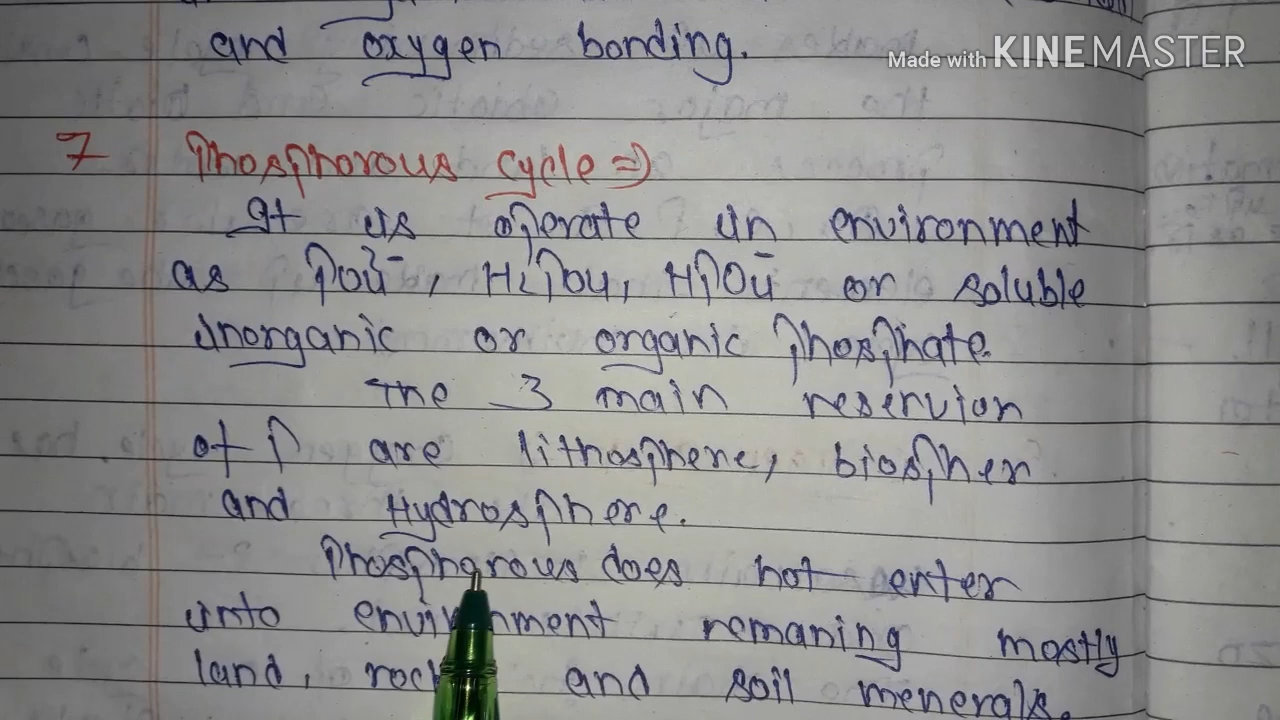 and oxygen bonding.
Made with KINEMASTER
7 Phosphorous cycle ⇒
It is operate in environment
as PO4⁻, H2PO4, HPO4⁻ or soluble
inorganic or organic Phosphate.
The 3 main reservior
of P are lithosphere, biospher
and Hydrosphere.
Phosphorous does not enter
into remaning mostly
land, and soil menerals.